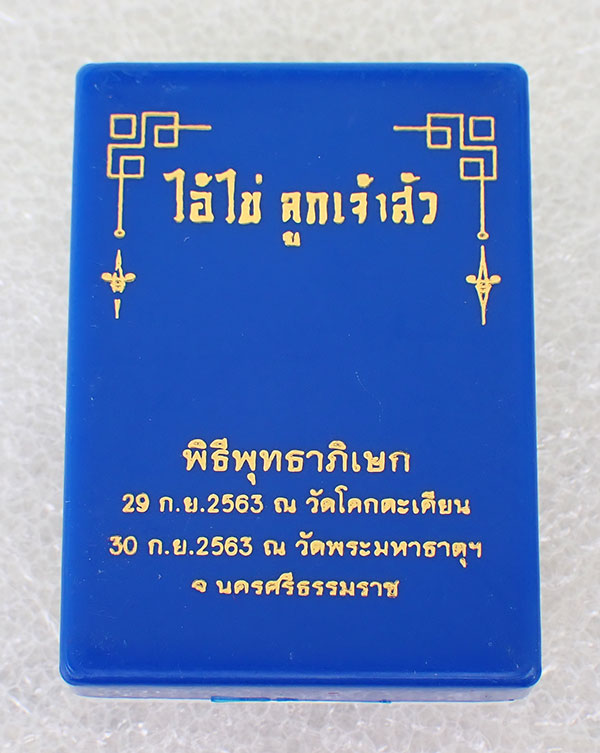 ไอ้ไข่ ลูกเจ้าสัว
พิธีพุทธาภิเษก
29 ก.ย.2563 ณ วัดโคกตะเคียน
30 ก.ย.2563 ณ วัดพระมหาธาตุฯ
จ นครศรีธรรมราช